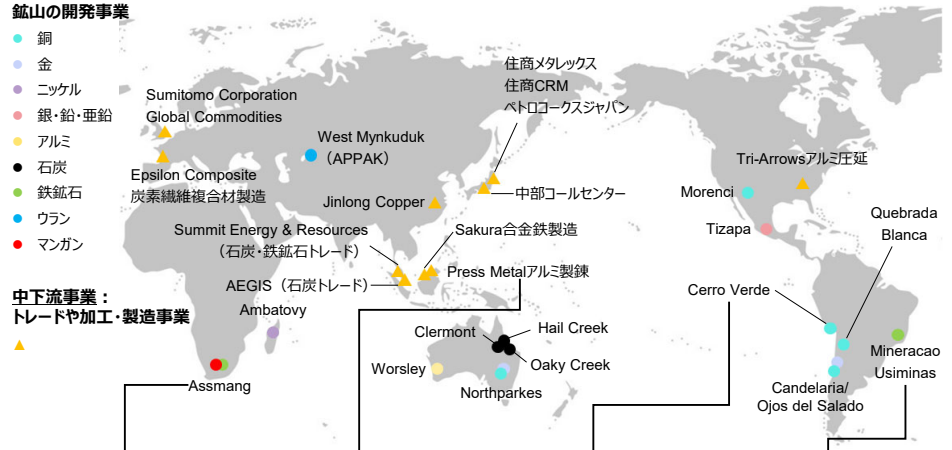 鉱山の開発事業
銅
金
ニッケル
銀・鉛・亜鉛
アルミ
石炭
鉄鉱石
ウラン
マンガン
中下流事業：
トレードや加工・製造事業
Sumitomo Corporation
Global Commodities
Epsilon Composite
炭素繊維複合材製造
West Mynkuduk
（APPAK）
Jinlong Copper
Summit Energy & Resources
（石炭・鉄鉱石トレード）
AEGIS（石炭トレード）
Ambatovy
Assmang
住商メタレックス
住商CRM
ペトロコークスジャパン
中部コールセンター
Sakura合金鉄製造
Press Metalアルミ製錬
Clermont
Hail Creek
Oaky Creek
Worsley
Northparkes
Tri-Arrowsアルミ圧延
Morenci
Tizapa
Quebrada
Blanca
Cerro Verde
Mineracao
Usiminas
Candelaria/
Ojos del Salado